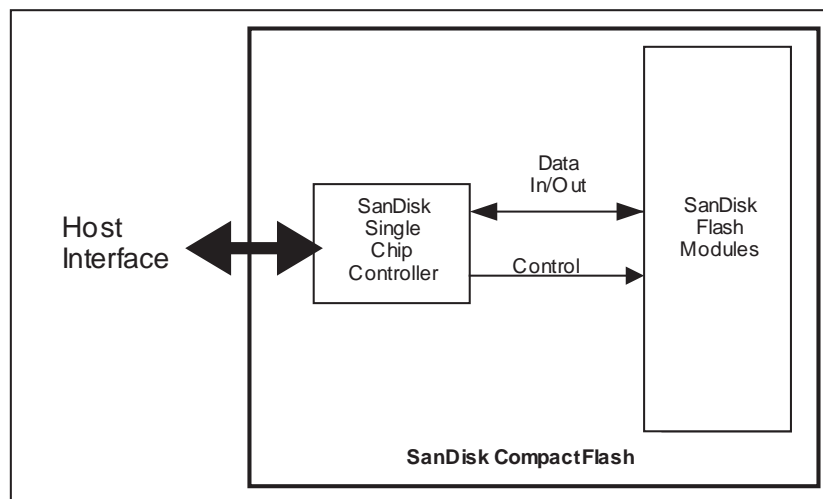 Host
Interface
SanDisk
Single
Chip
Controller
Data
In/Out
Control
SanDisk
Flash
Modules
SanDisk CompactFlash